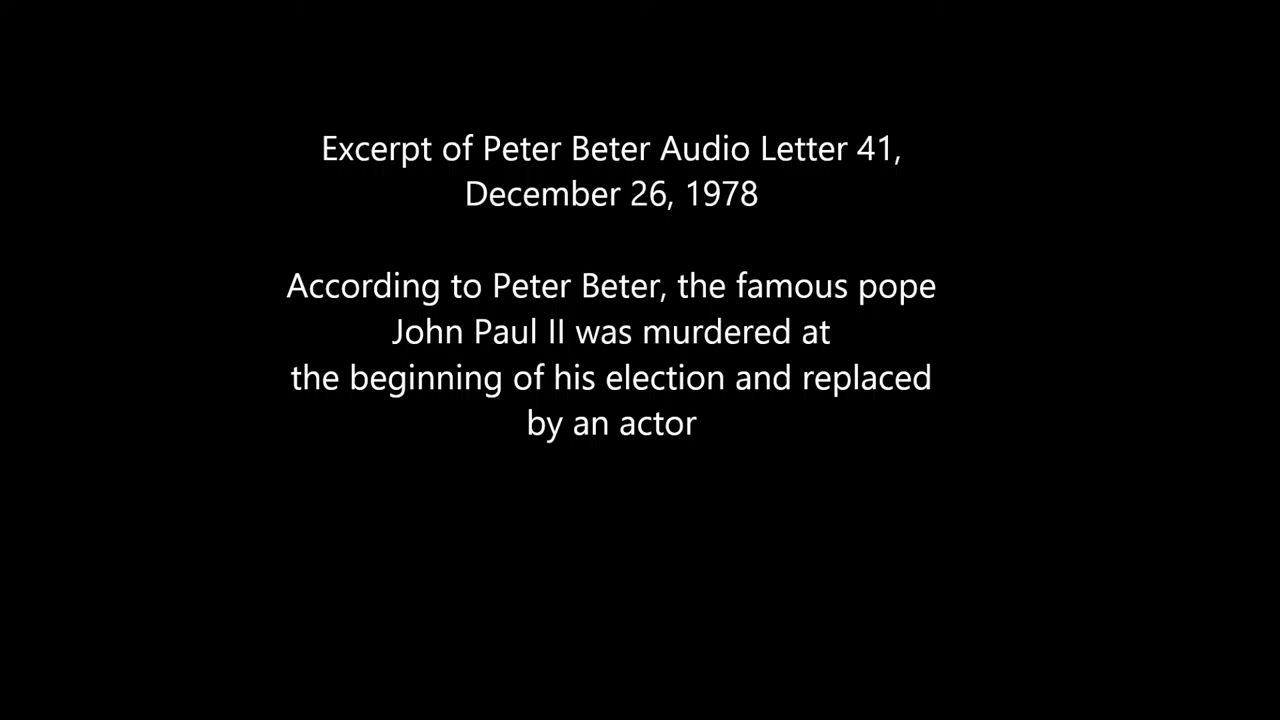 Excerpt of Peter Beter Audio Letter 41,
December 26, 1978
According to Peter Beter, the famous pope
John Paul II was murdered at
the beginning of his election and replaced
by an actor